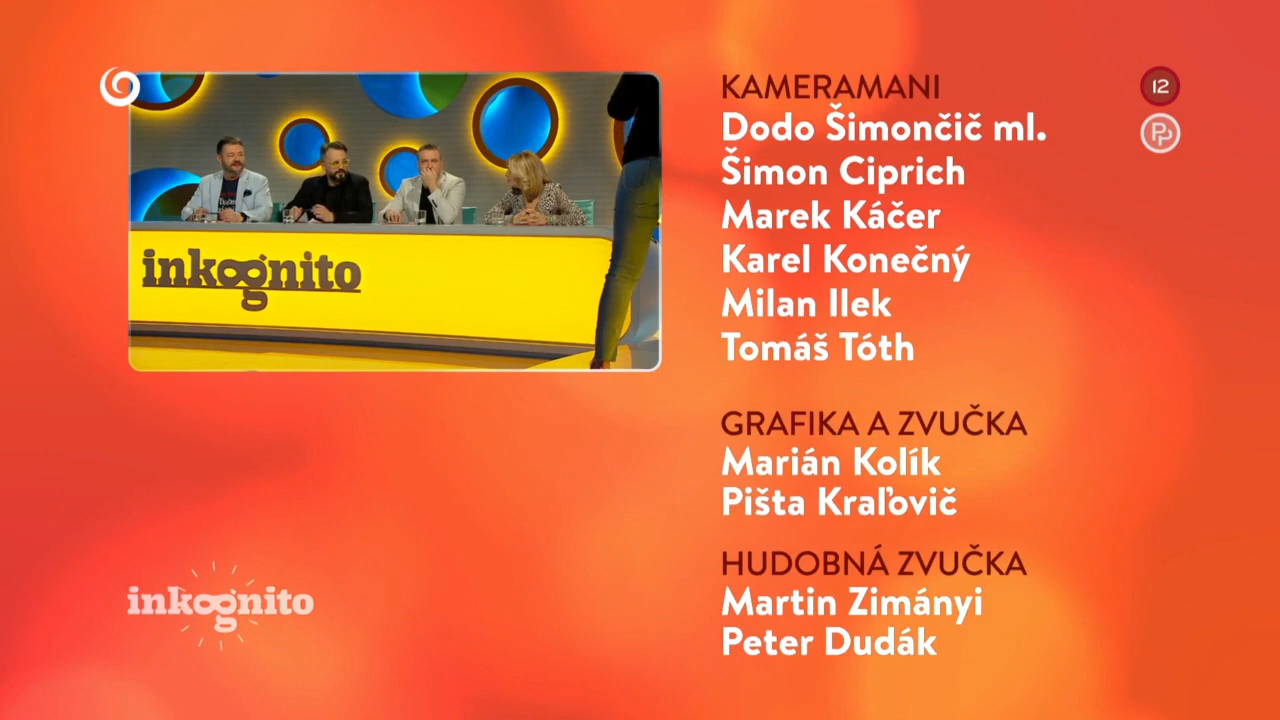 inkognito
KAMERAMANI
Dodo Šimončič ml.
Šimon Ciprich
Marek Káčer
Karel Konečný
Milan Ilek
Tomáš Tóth
GRAFIKA A ZVUČKA
Marián Kolík
Pišta Kraľovič
HUDOBNÁ ZVUČKA
Martin Zimányi
Peter Dudák
inkognito
12
PP